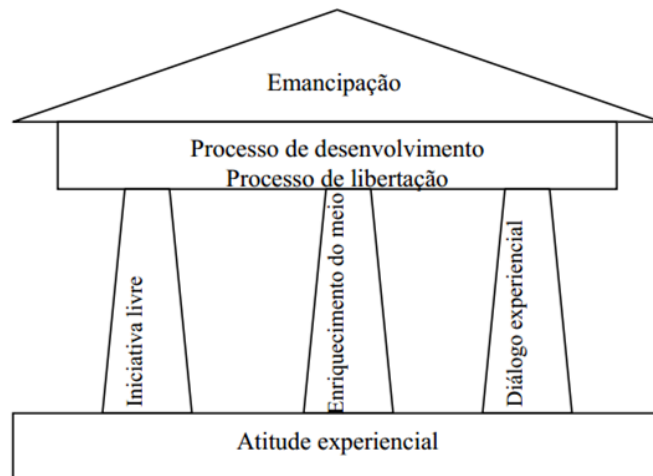 Emancipação
Processo de desenvolvimento
Processo de libertação
Iniciativa livre
Enriquecimento do meio
Diálogo experiencial
Atitude experiencial